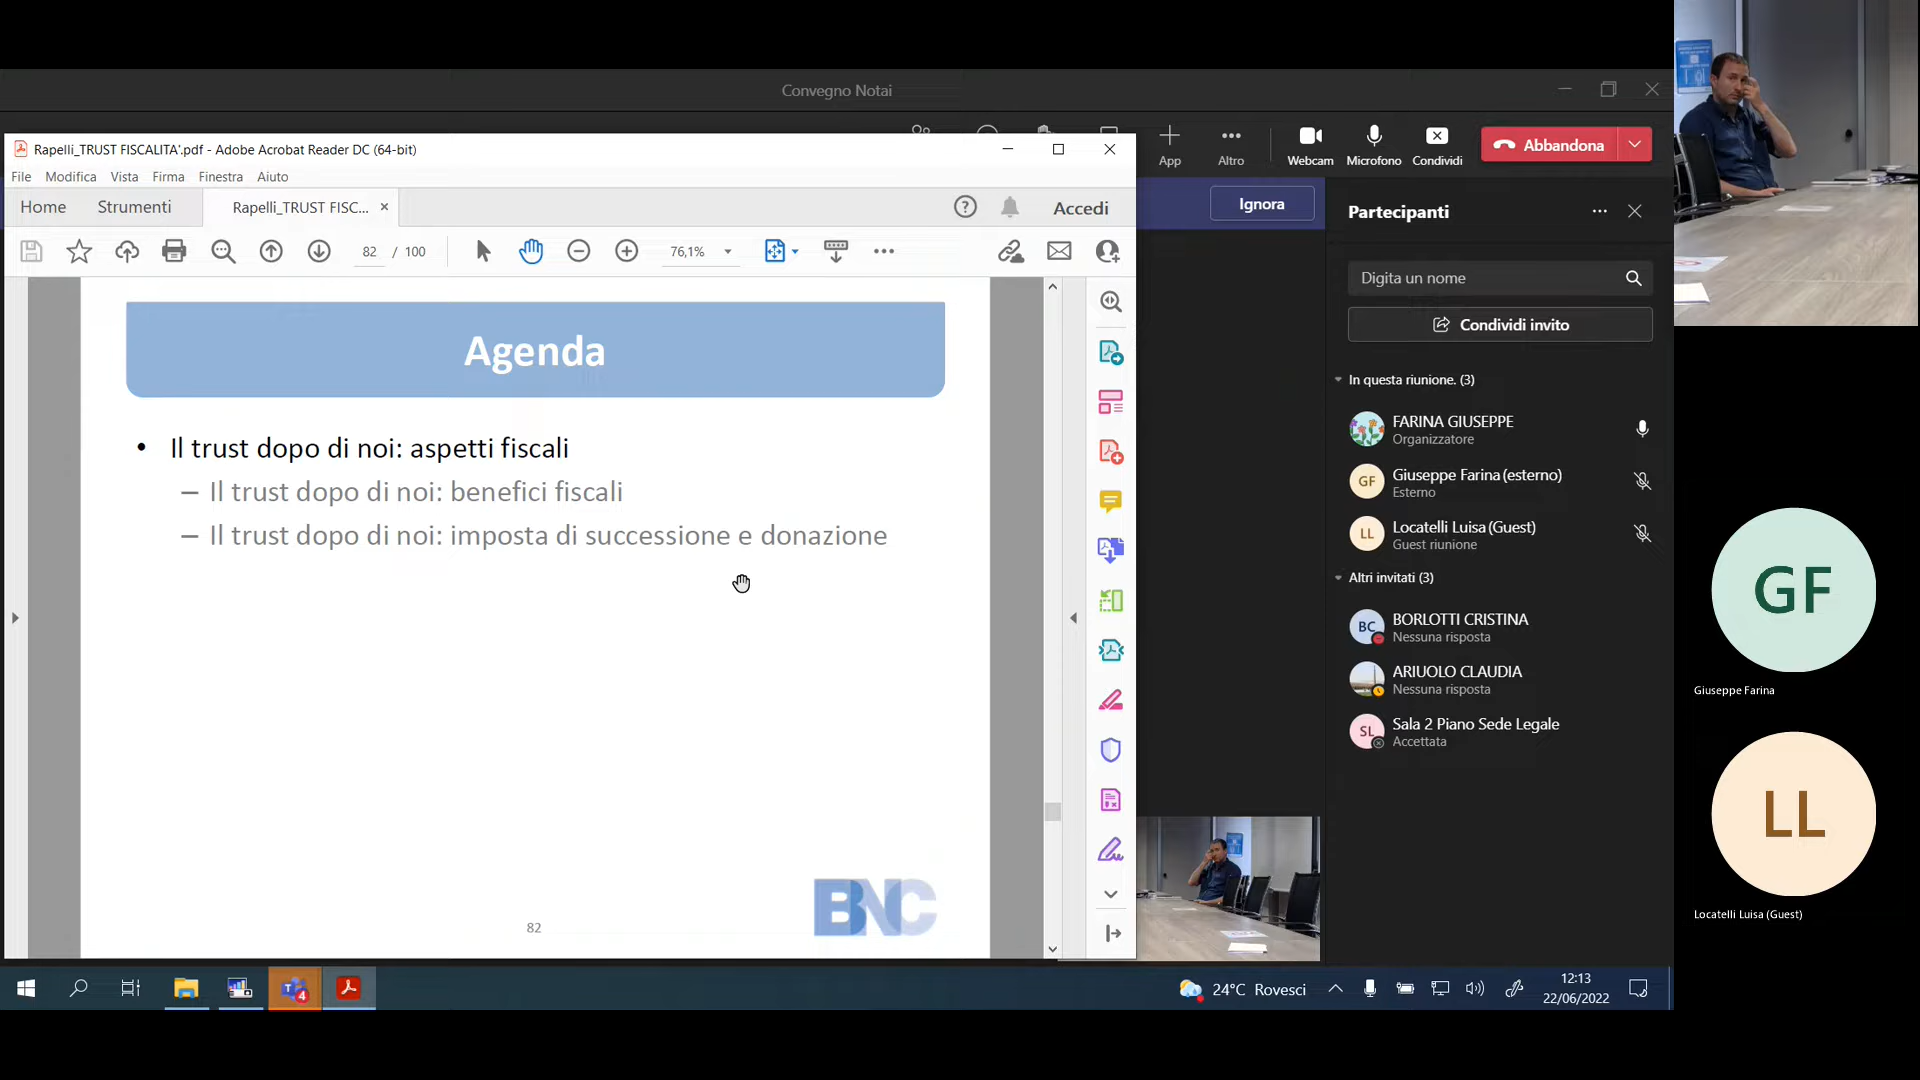 Convegno Notai
Rapelli_TRUST FISCALITA'.pdf - Adobe Acrobat Reader DC (64-bit)
File Modifica Vista Firma Finestra Aiuto
Home Strumenti Rapelli_TRUST FISC... × Accedi
82 / 100 76,1%
App Altro Webcam Microfono Condividi Abbandona
Ignora
Agenda
• Il trust dopo di noi: aspetti fiscali
– Il trust dopo di noi: benefici fiscali
– Il trust dopo di noi: imposta di successione e donazione
82
BNC
Partecipanti
Digita un nome
Condividi invito
In questa riunione. (3)
FARINA GIUSEPPE
Organizzatore
GF
Giuseppe Farina (esterno)
Esterno
LL
Locatelli Luisa (Guest)
Guest riunione
Altri invitati (3)
BC
BORLOTTI CRISTINA
Nessuna risposta
ARIUOLO CLAUDIA
Nessuna risposta
SL
Sala 2 Piano Sede Legale
Accettata
GF
Giuseppe Farina
LL
Locatelli Luisa (Guest)
4
24°C Rovesci
12:13
22/06/2022